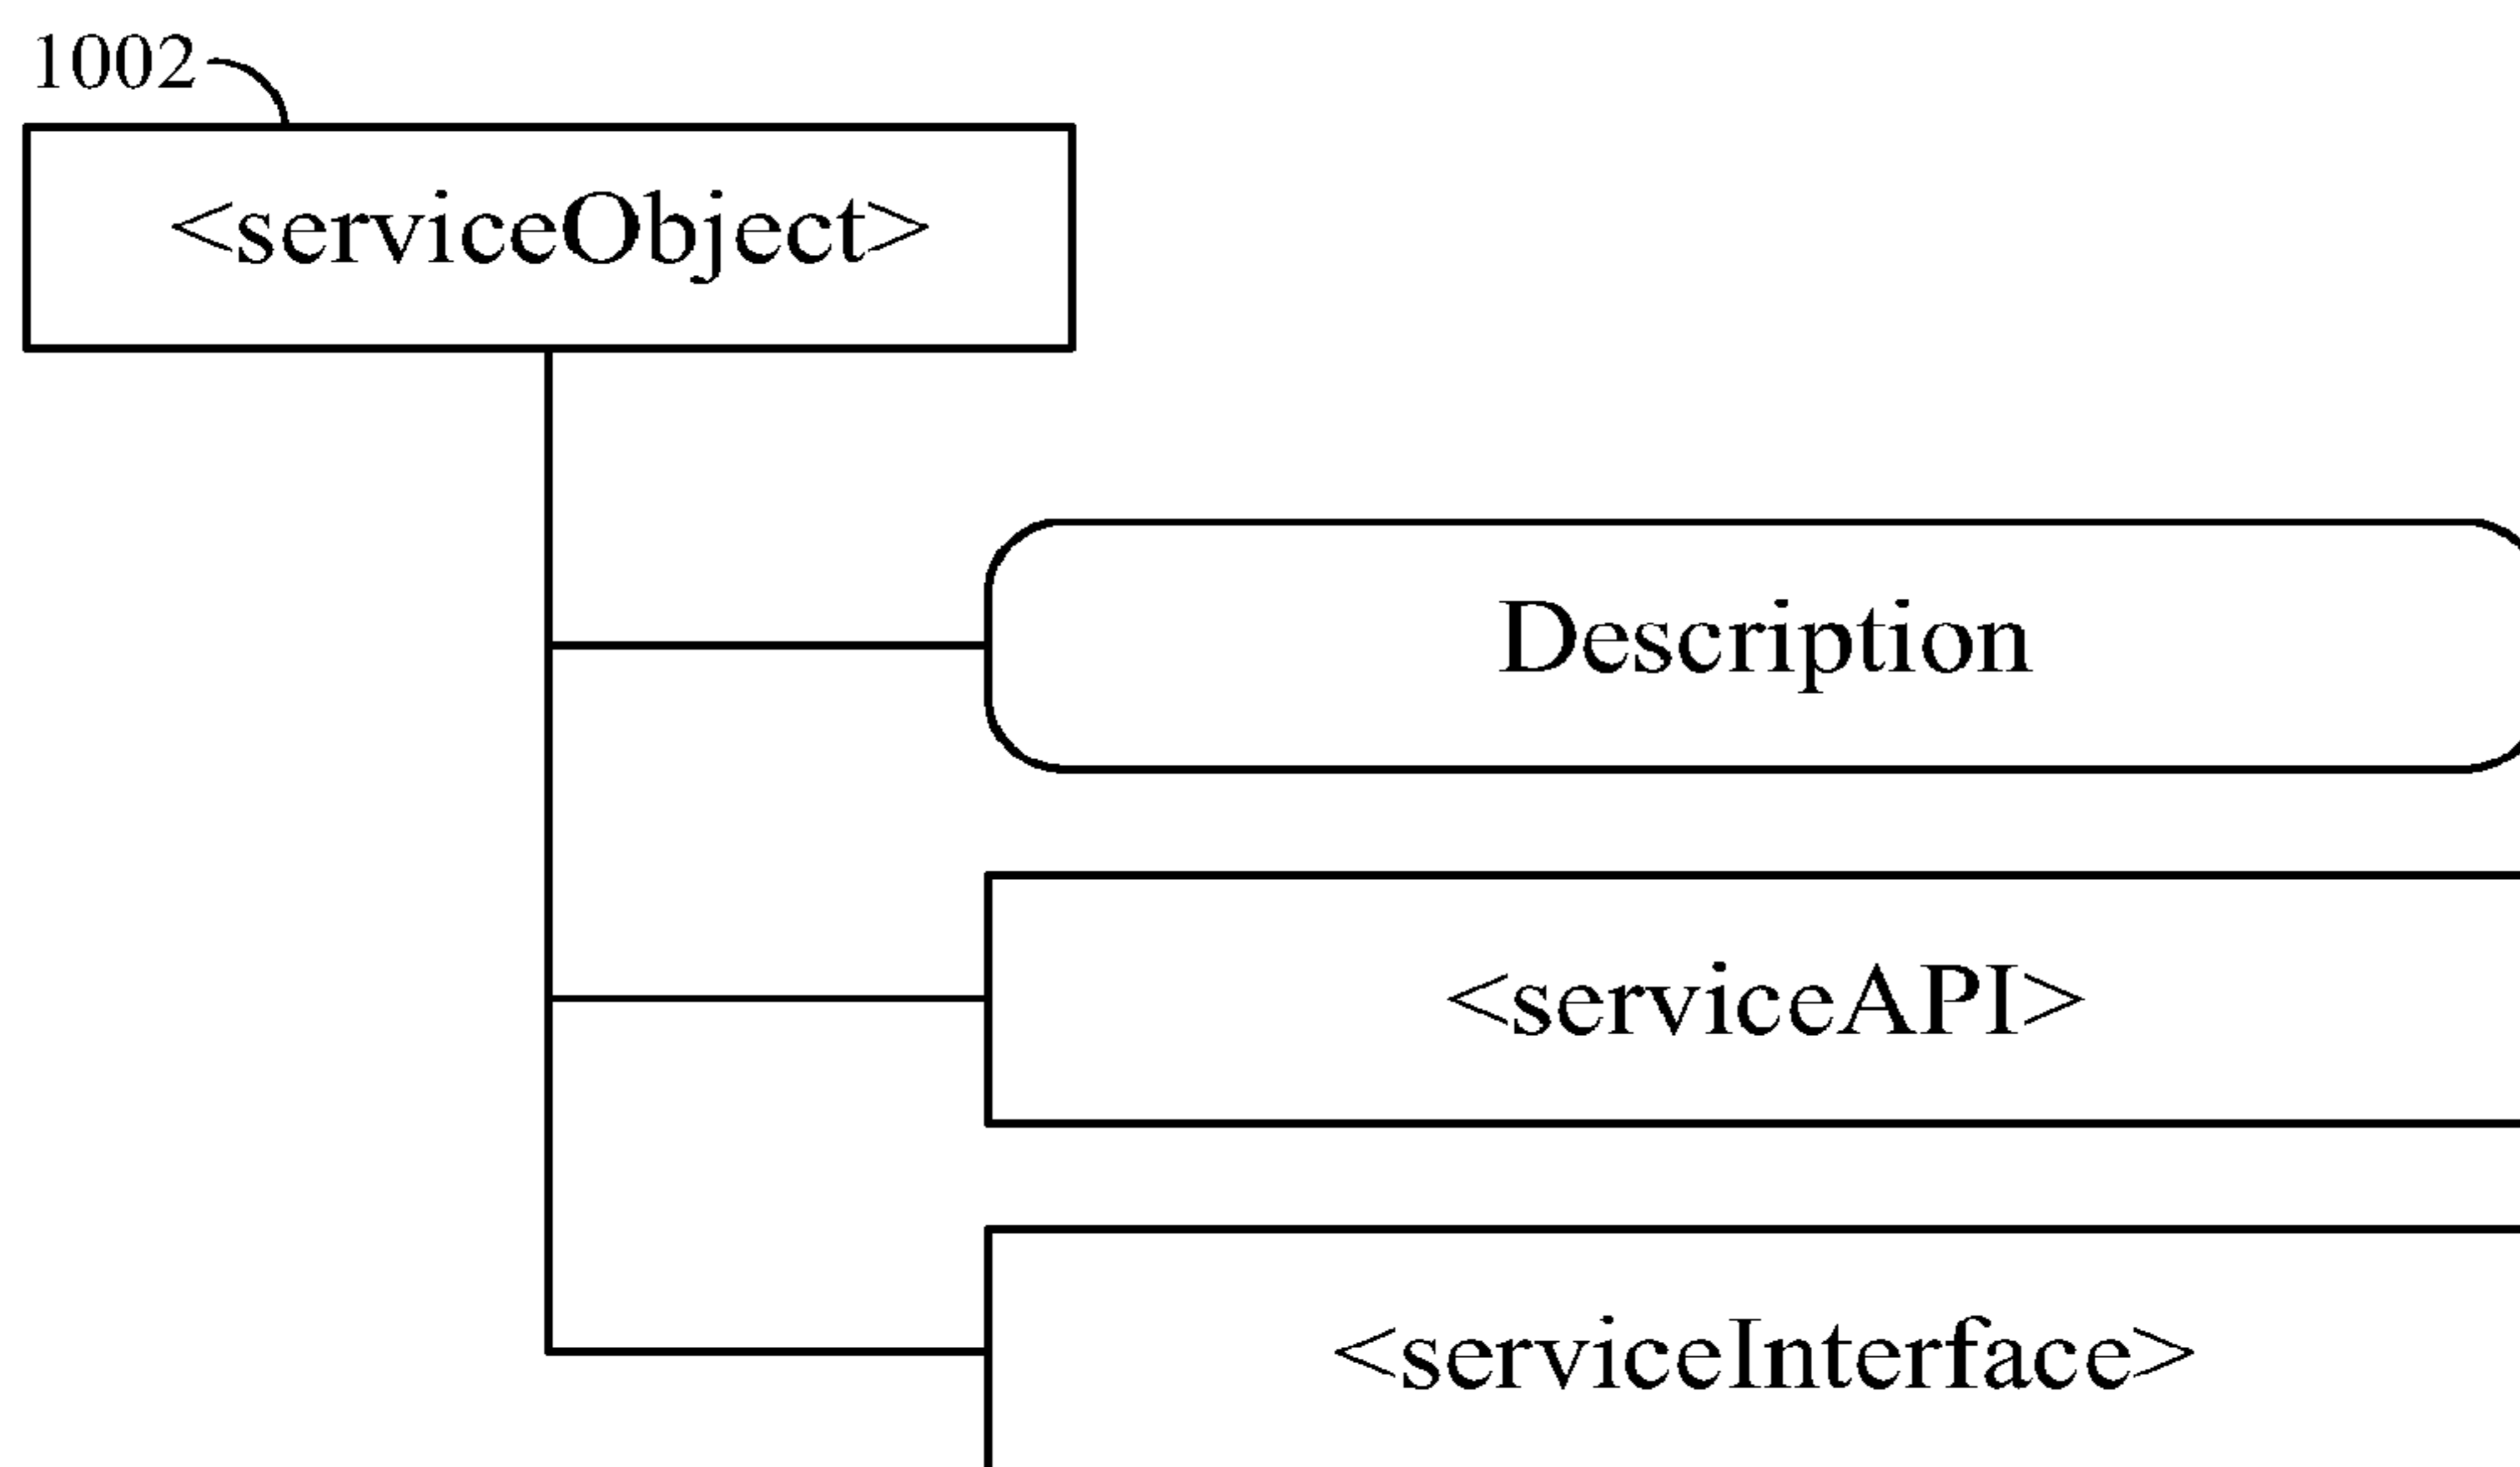 1002
<serviceObject>
Description
<serviceAPI>
<serviceInterface>